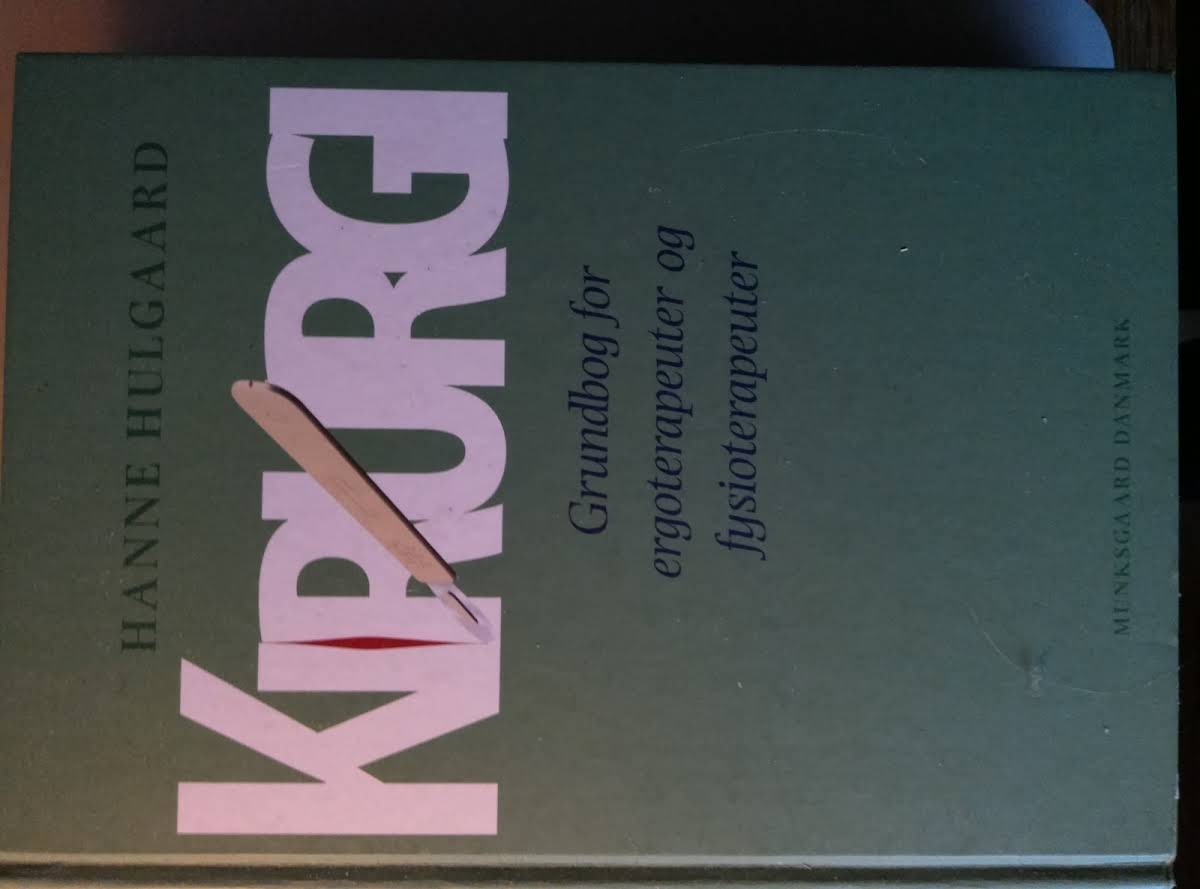 HANNE HULGAARD
KIRURGI
Grundbog for
ergoterapeuter og
fysioterapeuter
MUNKSGAARD DANMARK